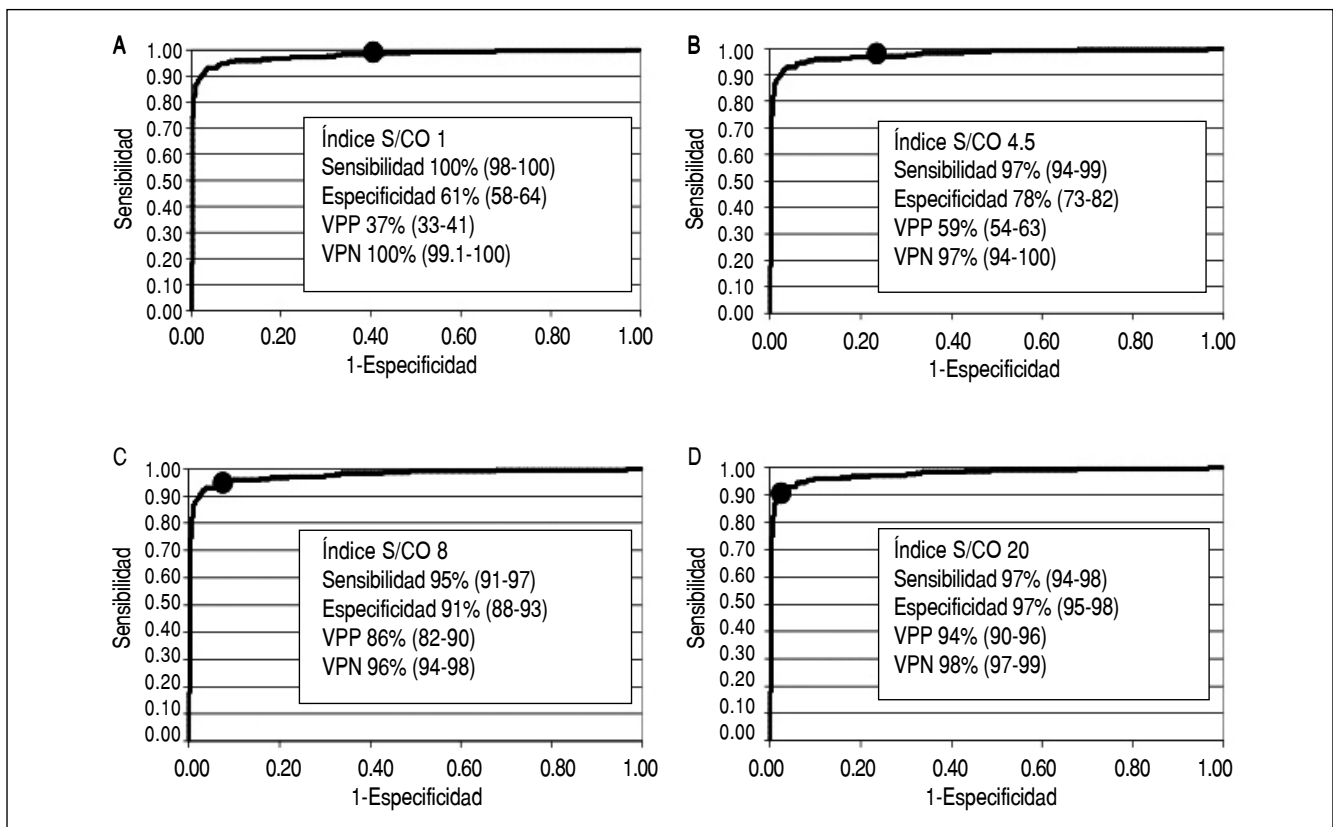 A
1.00
0.90
0.80
0.70
0.60
0.50
0.40
0.30
0.20
0.10
0.00
Sensibilidad
Índice S/CO 1
Sensibilidad 100% (98-100)
Especificidad 61% (58-64)
VPP 37% (33-41)
VPN 100% (99.1-100)
0.00 0.20 0.40 0.60 0.80 1.00
1-Especificidad
B
1.00
0.90
0.80
0.70
0.60
0.50
0.40
0.30
0.20
0.10
0.00
Sensibilidad
Índice S/CO 4.5
Sensibilidad 97% (94-99)
Especificidad 78% (73-82)
VPP 59% (54-63)
VPN 97% (94-100)
0.00 0.20 0.40 0.60 0.80 1.00
1-Especificidad
C
1.00
0.90
0.80
0.70
0.60
0.50
0.40
0.30
0.20
0.10
0.00
Sensibilidad
Índice S/CO 8
Sensibilidad 95% (91-97)
Especificidad 91% (88-93)
VPP 86% (82-90)
VPN 96% (94-98)
0.00 0.20 0.40 0.60 0.80 1.00
1-Especificidad
D
1.00
0.90
0.80
0.70
0.60
0.50
0.40
0.30
0.20
0.10
0.00
Sensibilidad
Índice S/CO 20
Sensibilidad 97% (94-98)
Especificidad 97% (95-98)
VPP 94% (90-96)
VPN 98% (97-99)
0.00 0.20 0.40 0.60 0.80 1.00
1-Especificidad